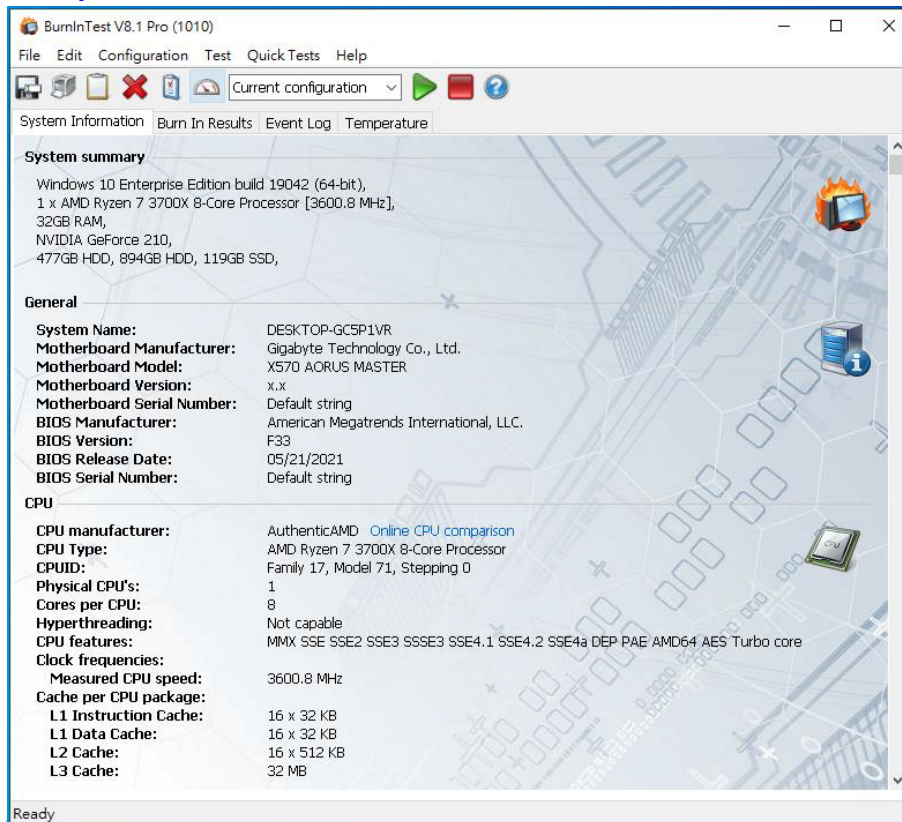 BurnInTest V8.1 Pro (1010)
File Edit Configuration Test Quick Tests Help
Current configuration
System Information Burn In Results Event Log Temperature
System summary
Windows 10 Enterprise Edition build 19042 (64-bit),
1 x AMD Ryzen 7 3700X 8-Core Processor [3600.8 MHz],
32GB RAM,
NVIDIA GeForce 210,
477GB HDD, 894GB HDD, 119GB SSD,
General
System Name: DESKTOP-GC5P1VR
Motherboard Manufacturer: Gigabyte Technology Co., Ltd.
Motherboard Model: X570 AORUS MASTER
Motherboard Version: x.x
Motherboard Serial Number: Default string
BIOS Manufacturer: American Megatrends International, LLC.
BIOS Version: F33
BIOS Release Date: 05/21/2021
BIOS Serial Number: Default string
CPU
CPU manufacturer: AuthenticAMD Online CPU comparison
CPU Type: AMD Ryzen 7 3700X 8-Core Processor
CPUID: Family 17, Model 71, Stepping 0
Physical CPU's: 1
Cores per CPU: 8
Hyperthreading: Not capable
CPU features: MMX SSE SSE2 SSE3 SSSE3 SSE4.1 SSE4.2 SSE4a DEP PAE AMD64 AES Turbo core
Clock frequencies:
Measured CPU speed: 3600.8 MHz
Cache per CPU package:
L1 Instruction Cache: 16 x 32 KB
L1 Data Cache: 16 x 32 KB
L2 Cache: 16 x 512 KB
L3 Cache: 32 MB
Ready